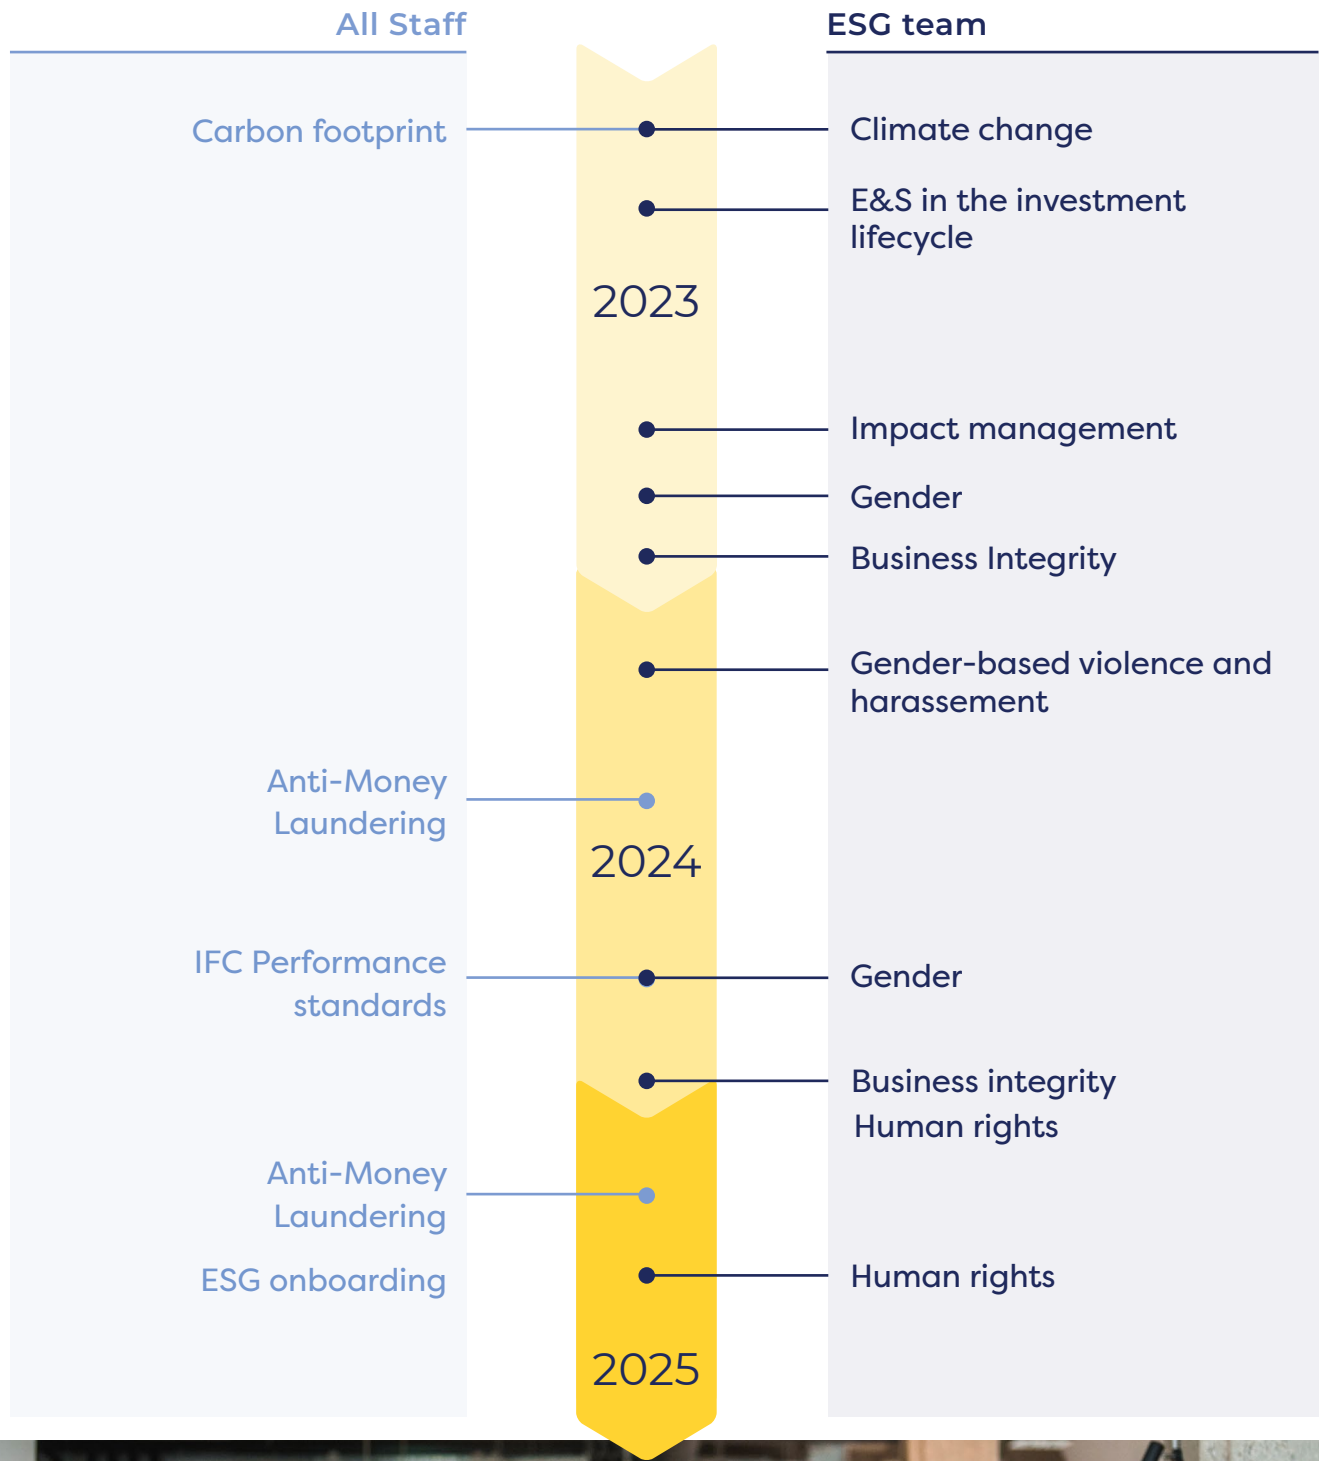 All Staff
ESG team
Carbon footprint
Climate change
E&S in the investment
lifecycle
2023
Impact management
Gender
Business Integrity
Gender-based violence and
harassement
Anti-Money
Laundering
2024
IFC Performance
standards
Gender
Business integrity
Human rights
Anti-Money
Laundering
ESG onboarding
Human rights
2025